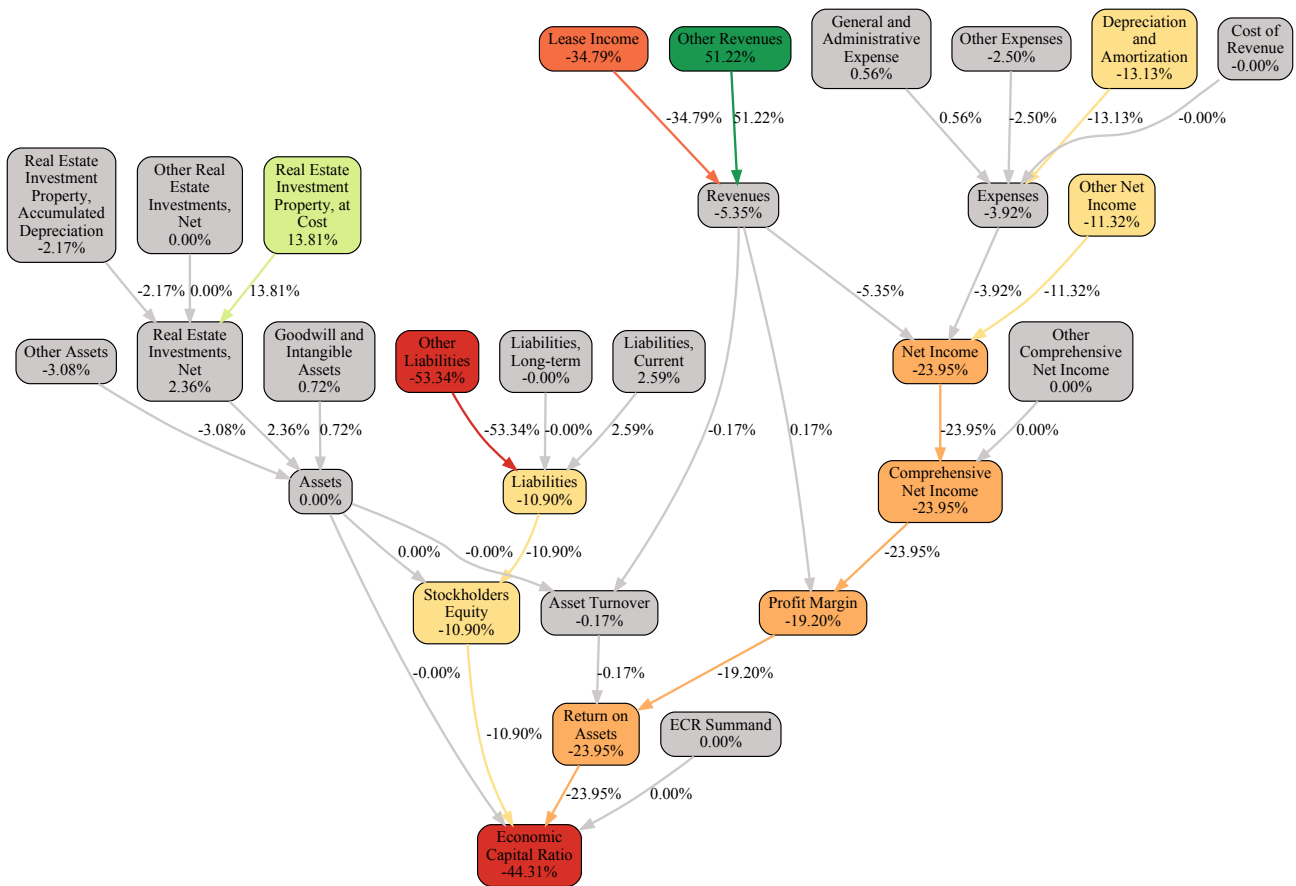 Lease Income
-34.79%
Other Revenues
51.22%
General and
Administrative
Expense
0.56%
Other Expenses
-2.50%
Depreciation
and
Amortization
-13.13%
Cost of
Revenue
-0.00%
-34.79%
51.22%
0.56%
-2.50%
-13.13%
-0.00%
Real Estate
Investment
Property,
Accumulated
Depreciation
-2.17%
Other Real
Estate
Investments,
Net
0.00%
Real Estate
Investment
Property, at
Cost
13.81%
Revenues
-5.35%
Expenses
-3.92%
Other Net
Income
-11.32%
-2.17%
0.00%
13.81%
-5.35%
-3.92%
-11.32%
Other Assets
-3.08%
Real Estate
Investments,
Net
2.36%
Goodwill and
Intangible
Assets
0.72%
Other
Liabilities
-53.34%
Liabilities,
Long-term
-0.00%
Liabilities,
Current
2.59%
Net Income
-23.95%
Other
Comprehensive
Net Income
0.00%
-3.08%
2.36%
0.72%
-53.34%
-0.00%
2.59%
-0.17%
0.17%
-23.95%
0.00%
Assets
0.00%
Liabilities
-10.90%
Comprehensive
Net Income
-23.95%
0.00%
-0.00%
-10.90%
-23.95%
Stockholders
Equity
-10.90%
Asset Turnover
-0.17%
Profit Margin
-19.20%
-0.00%
-0.17%
-19.20%
Return on
Assets
-23.95%
ECR Summand
0.00%
-10.90%
-23.95%
0.00%
Economic
Capital Ratio
-44.31%